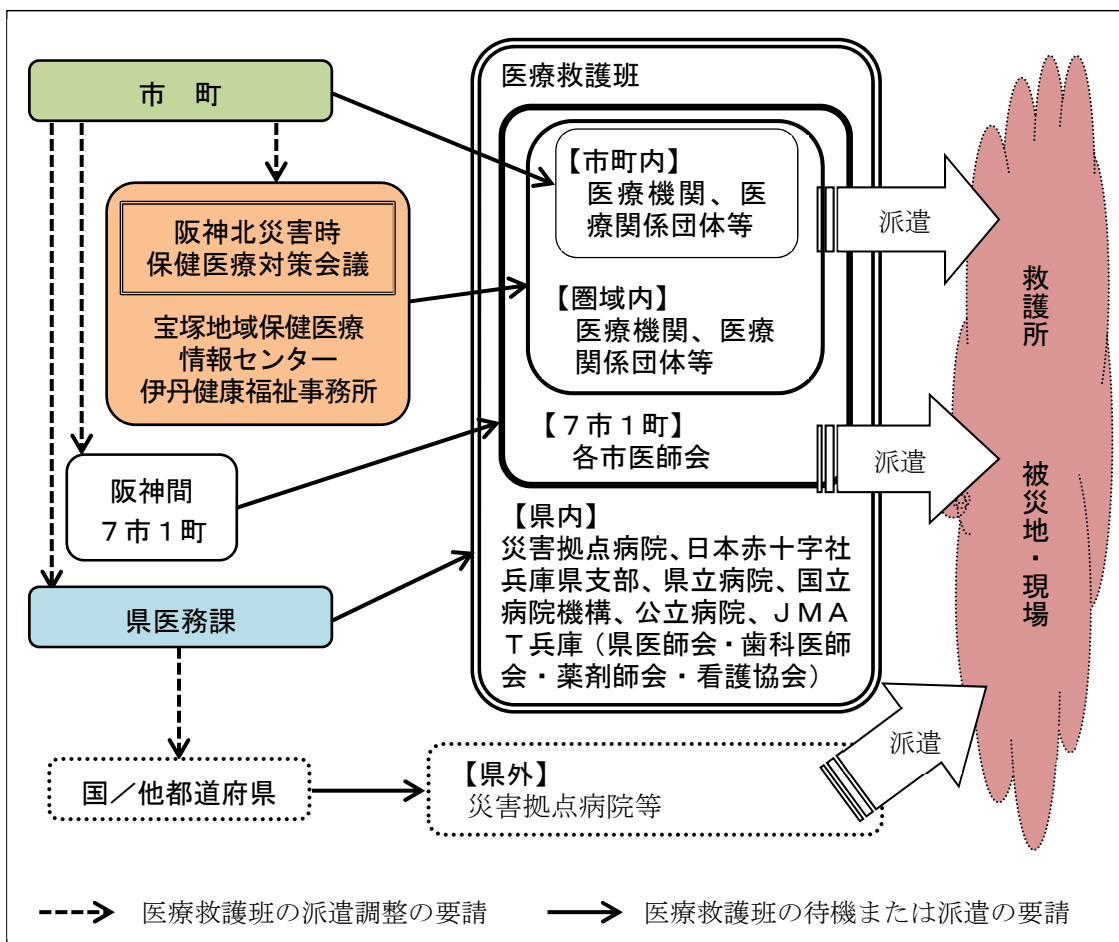 市　町
阪神北災害時
保健医療対策会議
宝塚地域保健医療
情報センター
伊丹健康福祉事務所
阪神間
７市１町
県医務課
国／他都道府県
医療救護班
【市町内】
医療機関、医
療関係団体等
【圏域内】
医療機関、医療
関係団体等
【７市１町】
各市医師会
【県内】
災害拠点病院、日本赤十字社
兵庫県支部、県立病院、国立
病院機構、公立病院、ＪＭＡ
Ｔ兵庫（県医師会・歯科医師
会・薬剤師会・看護協会）
【県外】
災害拠点病院等
派遣
派遣
派遣
救護所
被災地・現場
医療救護班の派遣調整の要請
医療救護班の待機または派遣の要請